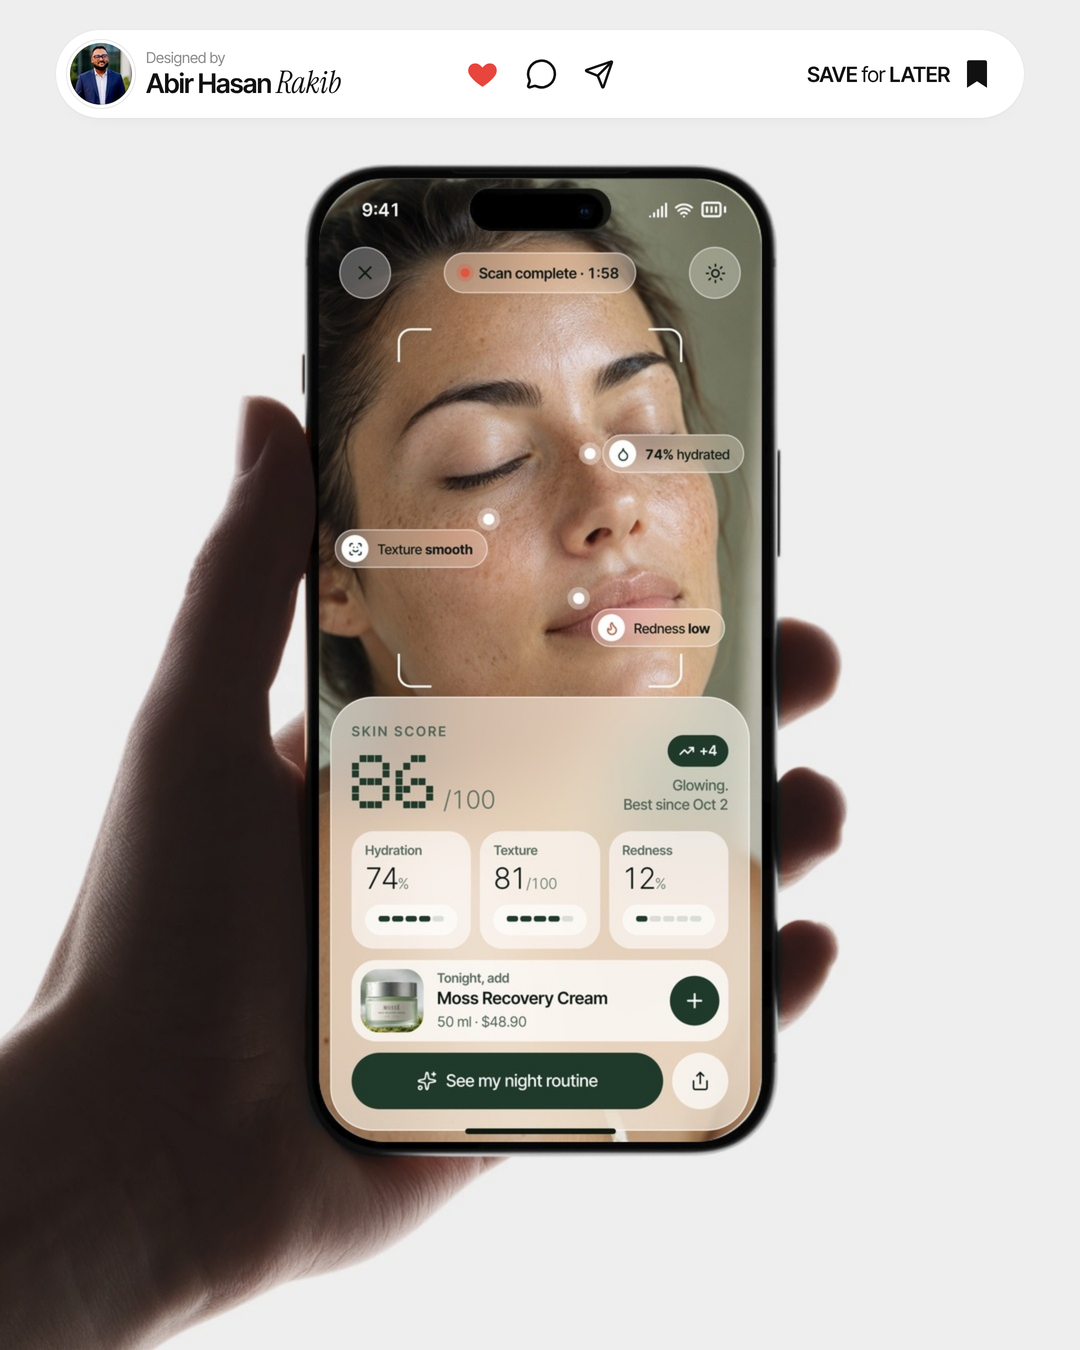 Designed by
Abir Hasan Rakib
SAVE for LATER
9:41
Scan complete · 1:58
74% hydrated
Texture smooth
Redness low
SKIN SCORE
86 /100
+4
Glowing.
Best since Oct 2
Hydration
74%
Texture
81/100
Redness
12%
Tonight, add
Moss Recovery Cream
50 ml · $48.90
See my night routine